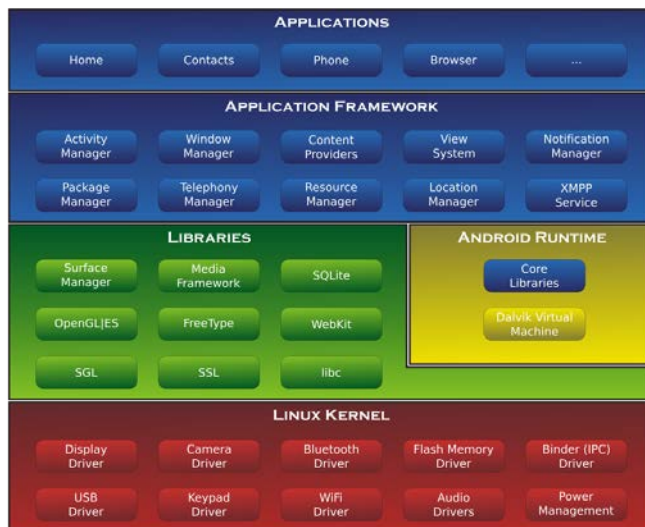 APPLICATIONS
Home
Contacts
Phone
Browser
...
APPLICATION FRAMEWORK
Activity
Manager
Window
Manager
Content
Providers
View
System
Notification
Manager
Package
Manager
Telephony
Manager
Resource
Manager
Location
Manager
XMPP
Service
LIBRARIES
Surface
Manager
Media
Framework
SQLite
OpenGL|ES
FreeType
WebKit
SGL
SSL
libc
ANDROID RUNTIME
Core
Libraries
Dalvik Virtual
Machine
LINUX KERNEL
Display
Driver
Camera
Driver
Bluetooth
Driver
Flash Memory
Driver
Binder (IPC)
Driver
USB
Driver
Keypad
Driver
WiFi
Driver
Audio
Drivers
Power
Management